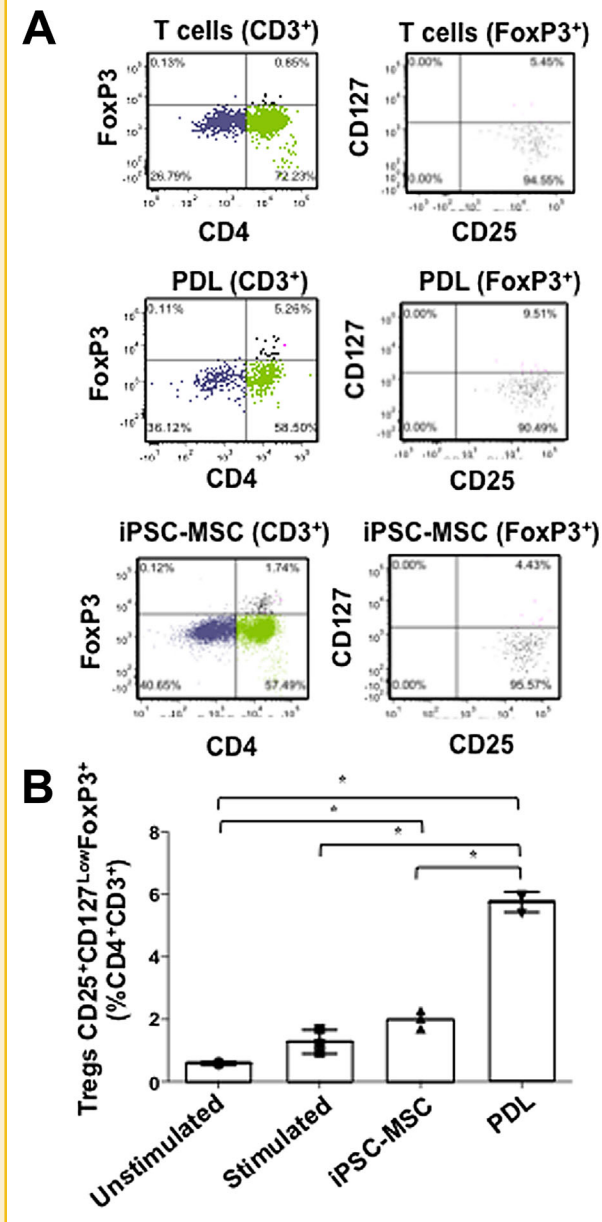 A
T cells (CD3⁺)
T cells (FoxP3⁺)
FoxP3
0.13%
0.85%
26.79%
72.23%
CD4
CD127
0.00%
5.45%
0.00%
94.55%
CD25
PDL (CD3⁺)
PDL (FoxP3⁺)
FoxP3
0.11%
5.26%
36.12%
58.50%
CD4
CD127
0.00%
9.51%
0.00%
90.49%
CD25
iPSC-MSC (CD3⁺)
iPSC-MSC (FoxP3⁺)
FoxP3
0.12%
1.74%
40.65%
57.49%
CD4
CD127
0.00%
4.43%
0.00%
95.57%
CD25
B
Tregs CD25⁺CD127ᴸᵒʷFoxP3⁺
(%CD4⁺CD3⁺)
8
6
4
2
0
*
*
*
*
Unstimulated
Stimulated
iPSC-MSC
PDL